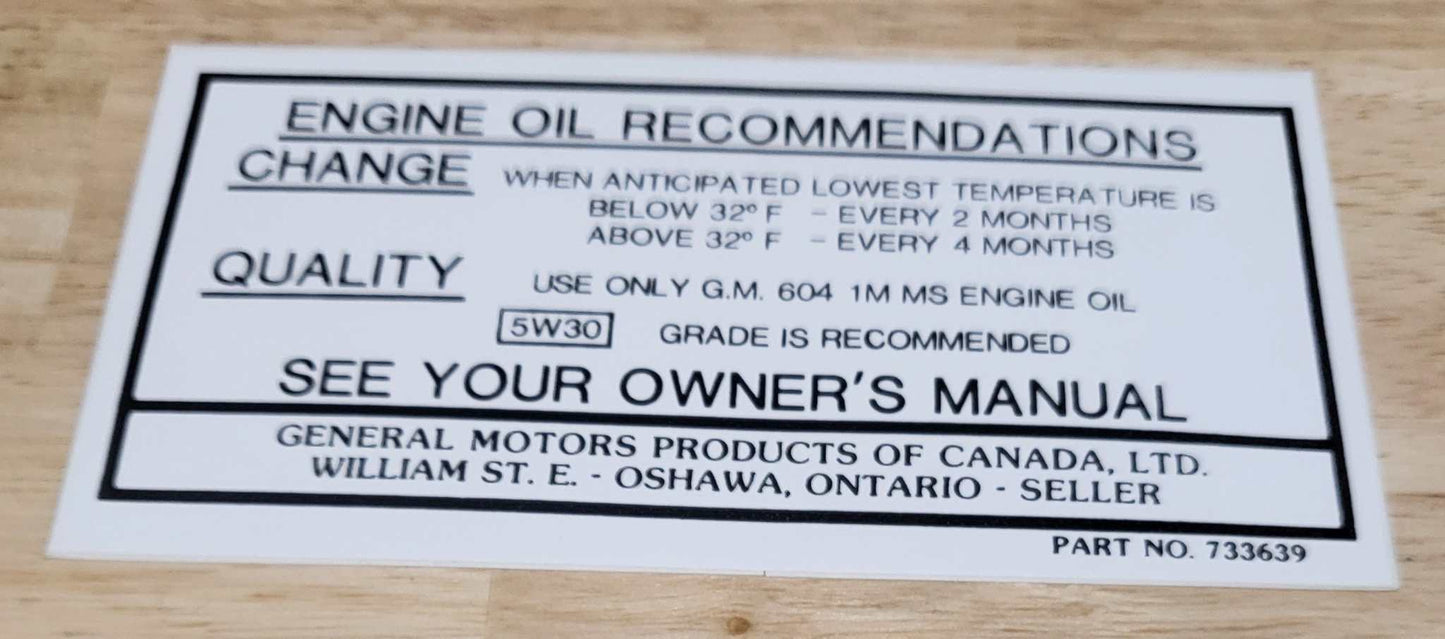 ENGINE OIL RECOMMENDATIONS
CHANGE WHEN ANTICIPATED LOWEST TEMPERATURE IS
BELOW 32º F - EVERY 2 MONTHS
ABOVE 32º F - EVERY 4 MONTHS
QUALITY USE ONLY G.M. 604 1M MS ENGINE OIL
5W30 GRADE IS RECOMMENDED
SEE YOUR OWNER'S MANUAL
GENERAL MOTORS PRODUCTS OF CANADA, LTD.
WILLIAM ST. E. - OSHAWA, ONTARIO - SELLER
PART NO. 733639